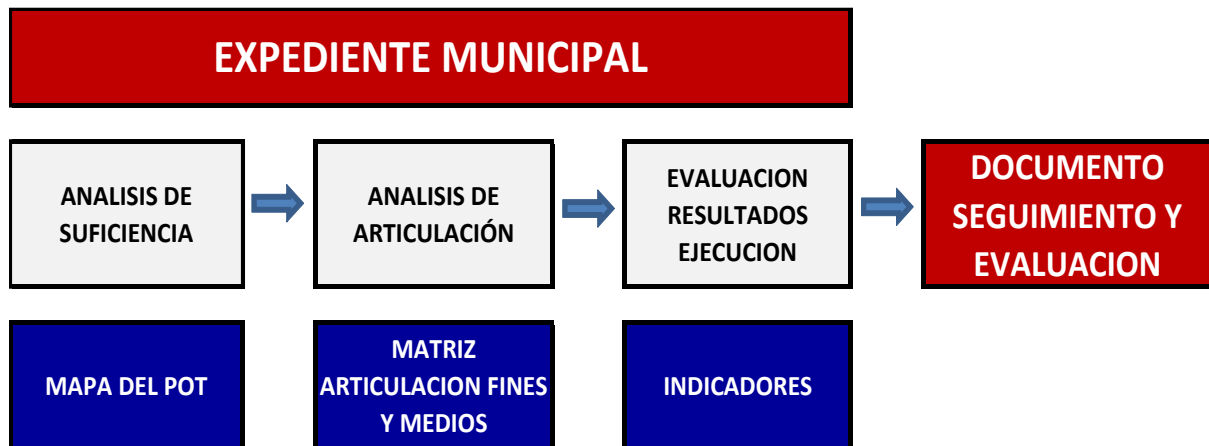 EXPEDIENTE MUNICIPAL
ANALISIS DE
SUFICIENCIA
ANALISIS DE
ARTICULACIÓN
EVALUACION
RESULTADOS
EJECUCION
DOCUMENTO
SEGUIMIENTO Y
EVALUACION
MAPA DEL POT
MATRIZ
ARTICULACION FINES
Y MEDIOS
INDICADORES